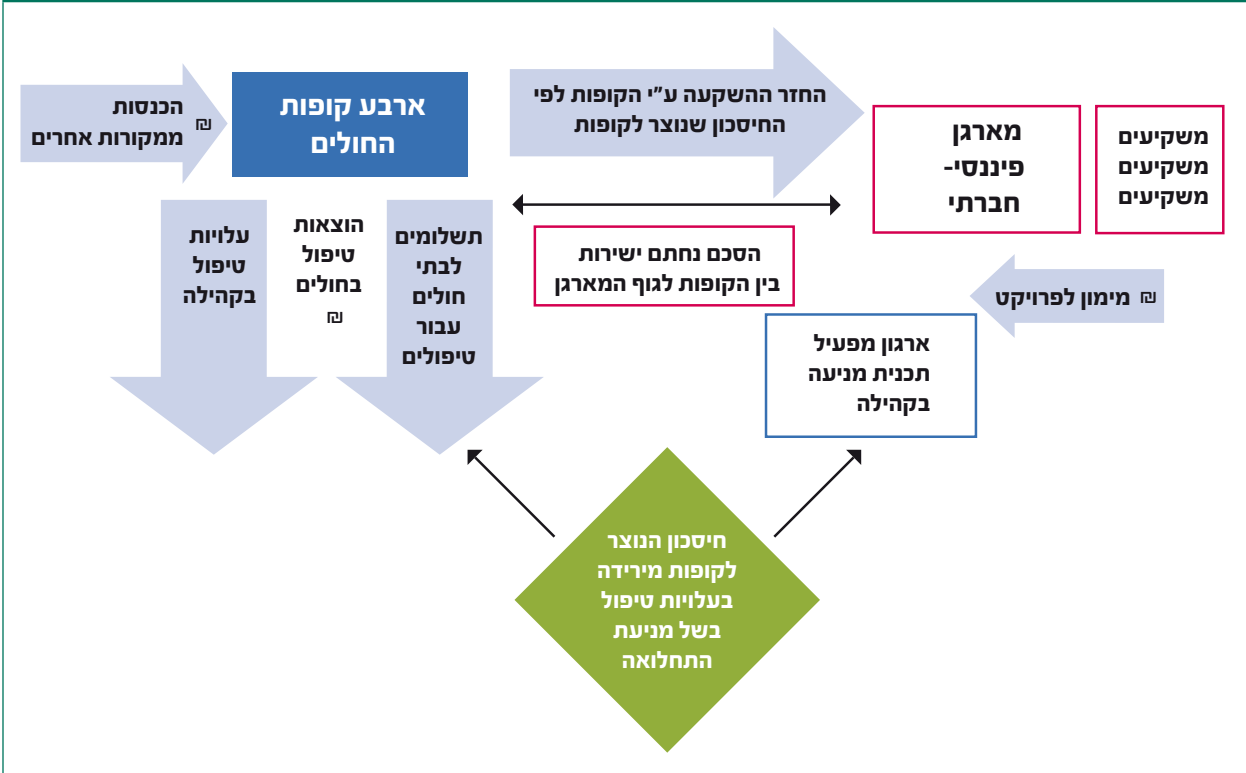 משקיעים
משקיעים
משקיעים
מארגן
פיננסי-
חברתי
החזר ההשקעה ע״י הקופות לפי
החיסכון שנוצר לקופות
ארבע קופות
החולים
הכנסות
ממקורות אחרים
₪
הסכם נחתם ישירות
בין הקופות לגוף המארגן
תשלומים
לבתי
חולים
עבור
טיפולים
הוצאות
טיפול
בחולים
₪
עלויות
טיפול
בקהילה
₪ מימון לפרויקט
ארגון מפעיל
תכנית מניעה
בקהילה
חיסכון הנוצר
לקופות מירידה
בעלויות טיפול
בשל מניעת
התחלואה